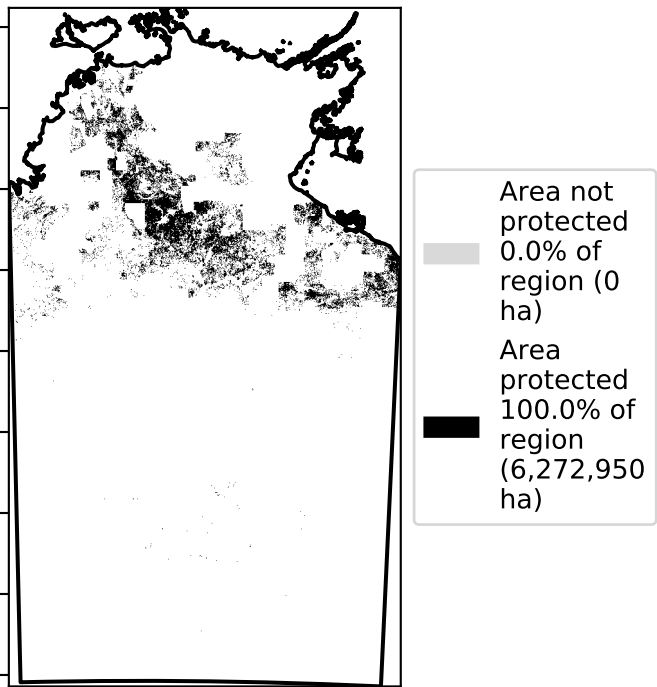 Area not
protected
0.0% of
region (0
ha)
Area
protected
100.0% of
region
(6,272,950
ha)